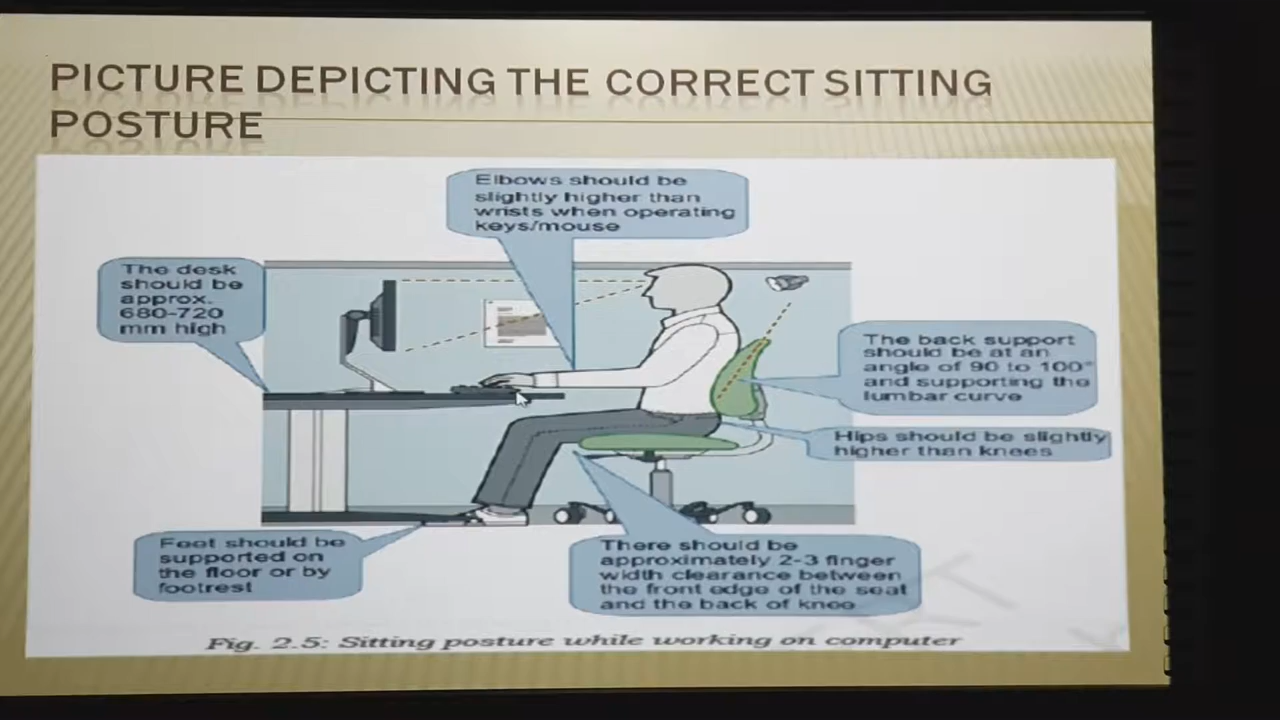 PICTURE DEPICTING THE CORRECT SITTING
POSTURE
Elbows should be
slightly higher than
wrists when operating
keys/mouse
The desk
should be
approx.
680-720
mm high
The back support
should be at an
angle of 90 to 100°
and supporting the
lumbar curve
Hips should be slightly
higher than knees
Feet should be
supported on
the floor or by
footrest
There should be
approximately 2-3 finger
width clearance between
the front edge of the seat
and the back of knee
Fig. 2.5: Sitting posture while working on computer